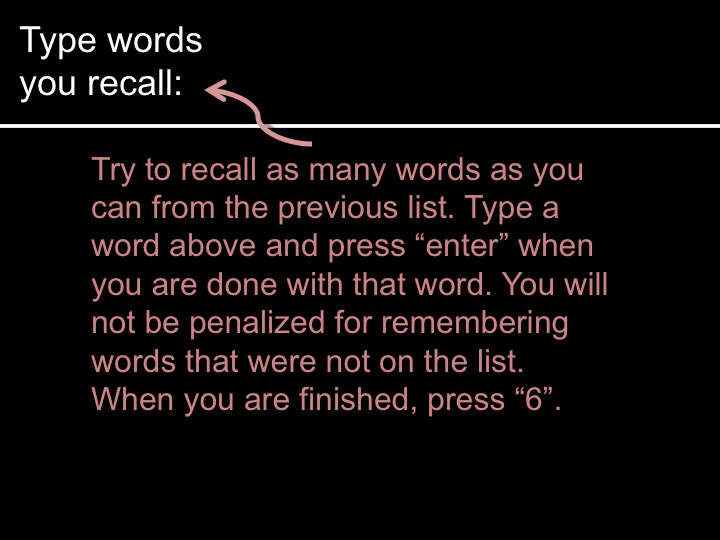 Type words
you recall:
Try to recall as many words as you
can from the previous list. Type a
word above and press “enter” when
you are done with that word. You will
not be penalized for remembering
words that were not on the list.
When you are finished, press “6”.